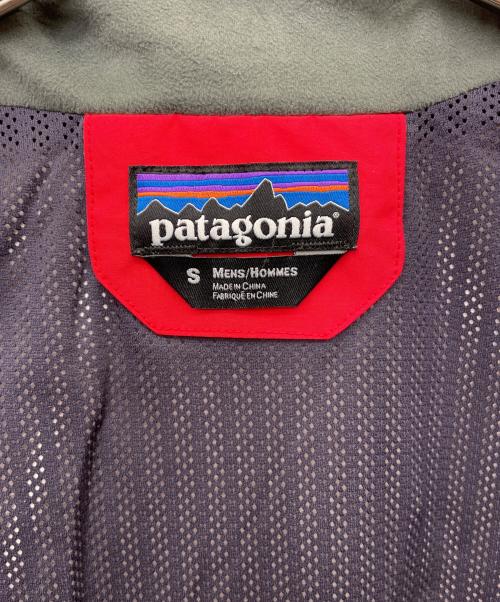 patagonia®
S MENS/HOMMES
MADE IN CHINA
FABRIQUÉ EN CHINE